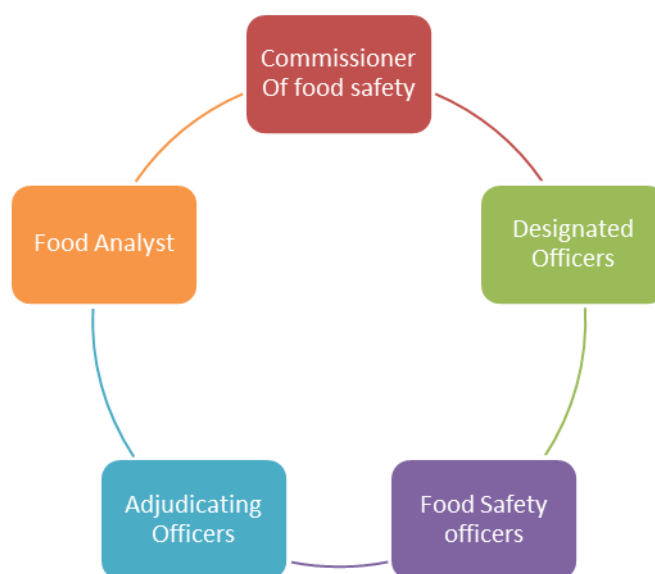 Commissioner
Of food safety
Designated
Officers
Food Safety
officers
Adjudicating
Officers
Food Analyst